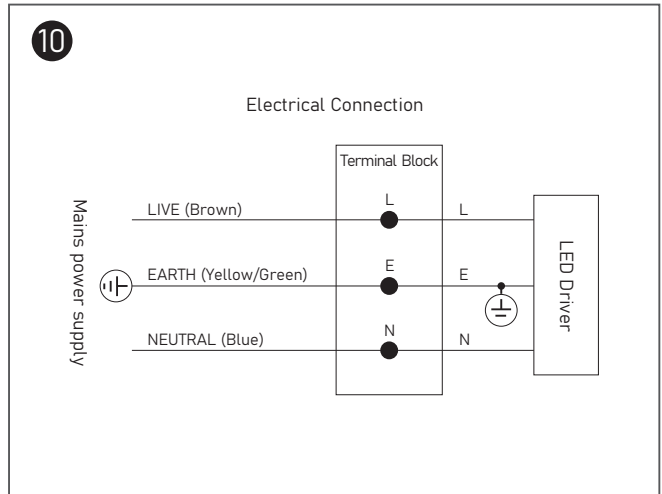 10
Electrical Connection
Terminal Block
Mains power supply
LIVE (Brown)
L
L
EARTH (Yellow/Green)
E
E
NEUTRAL (Blue)
N
N
LED Driver